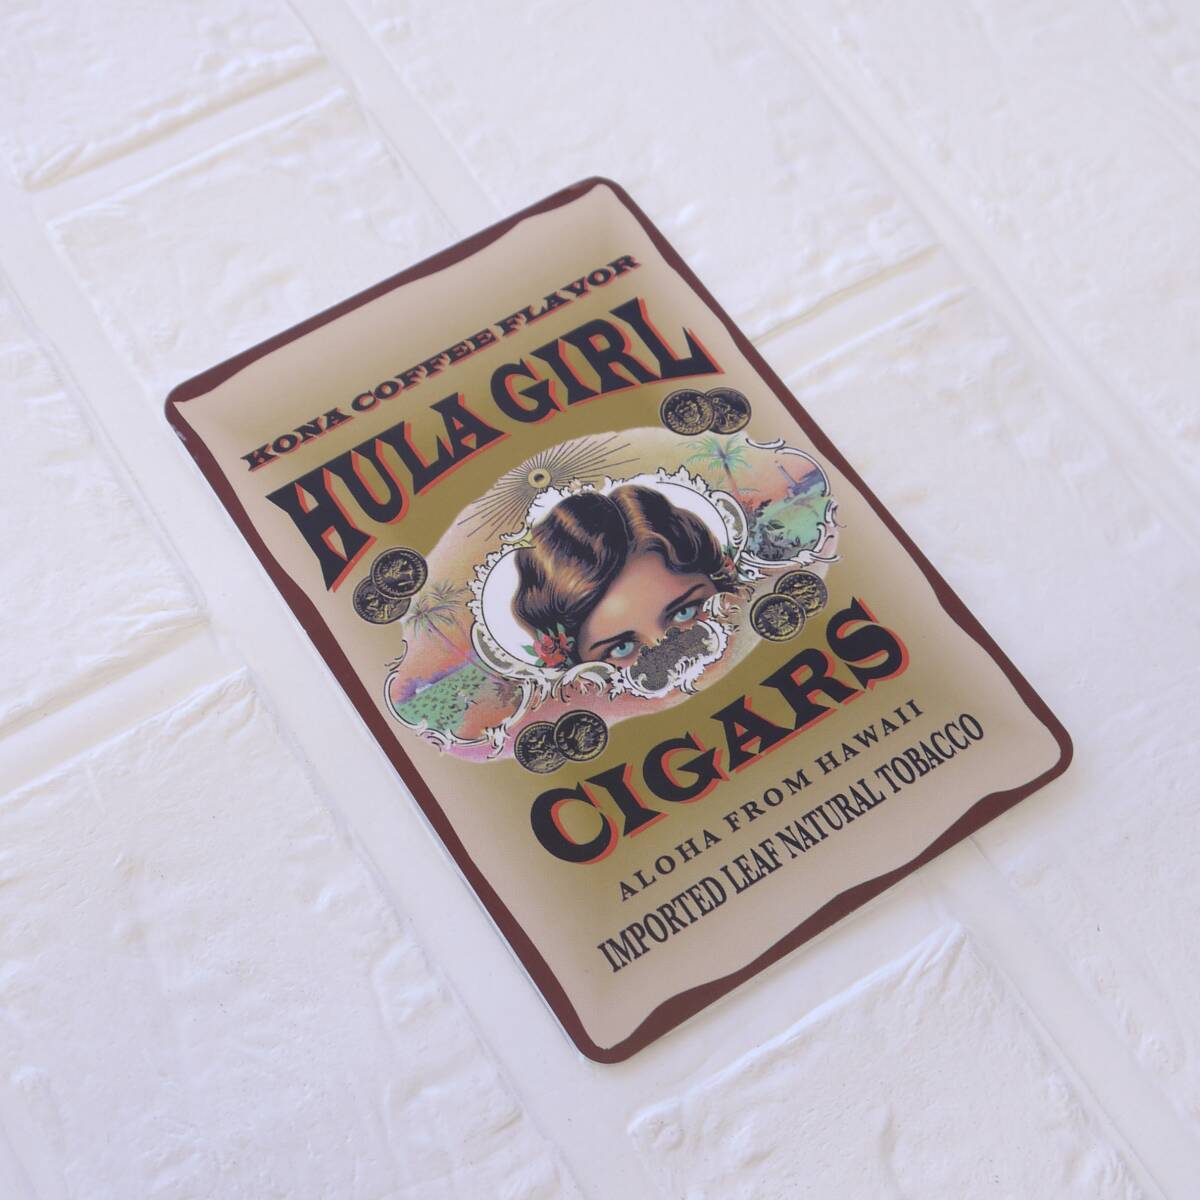 KONA COFFEE FLAVOR
HULA GIRL
CIGARS
ALOHA FROM HAWAII
IMPORTED LEAF NATURAL TOBACCO